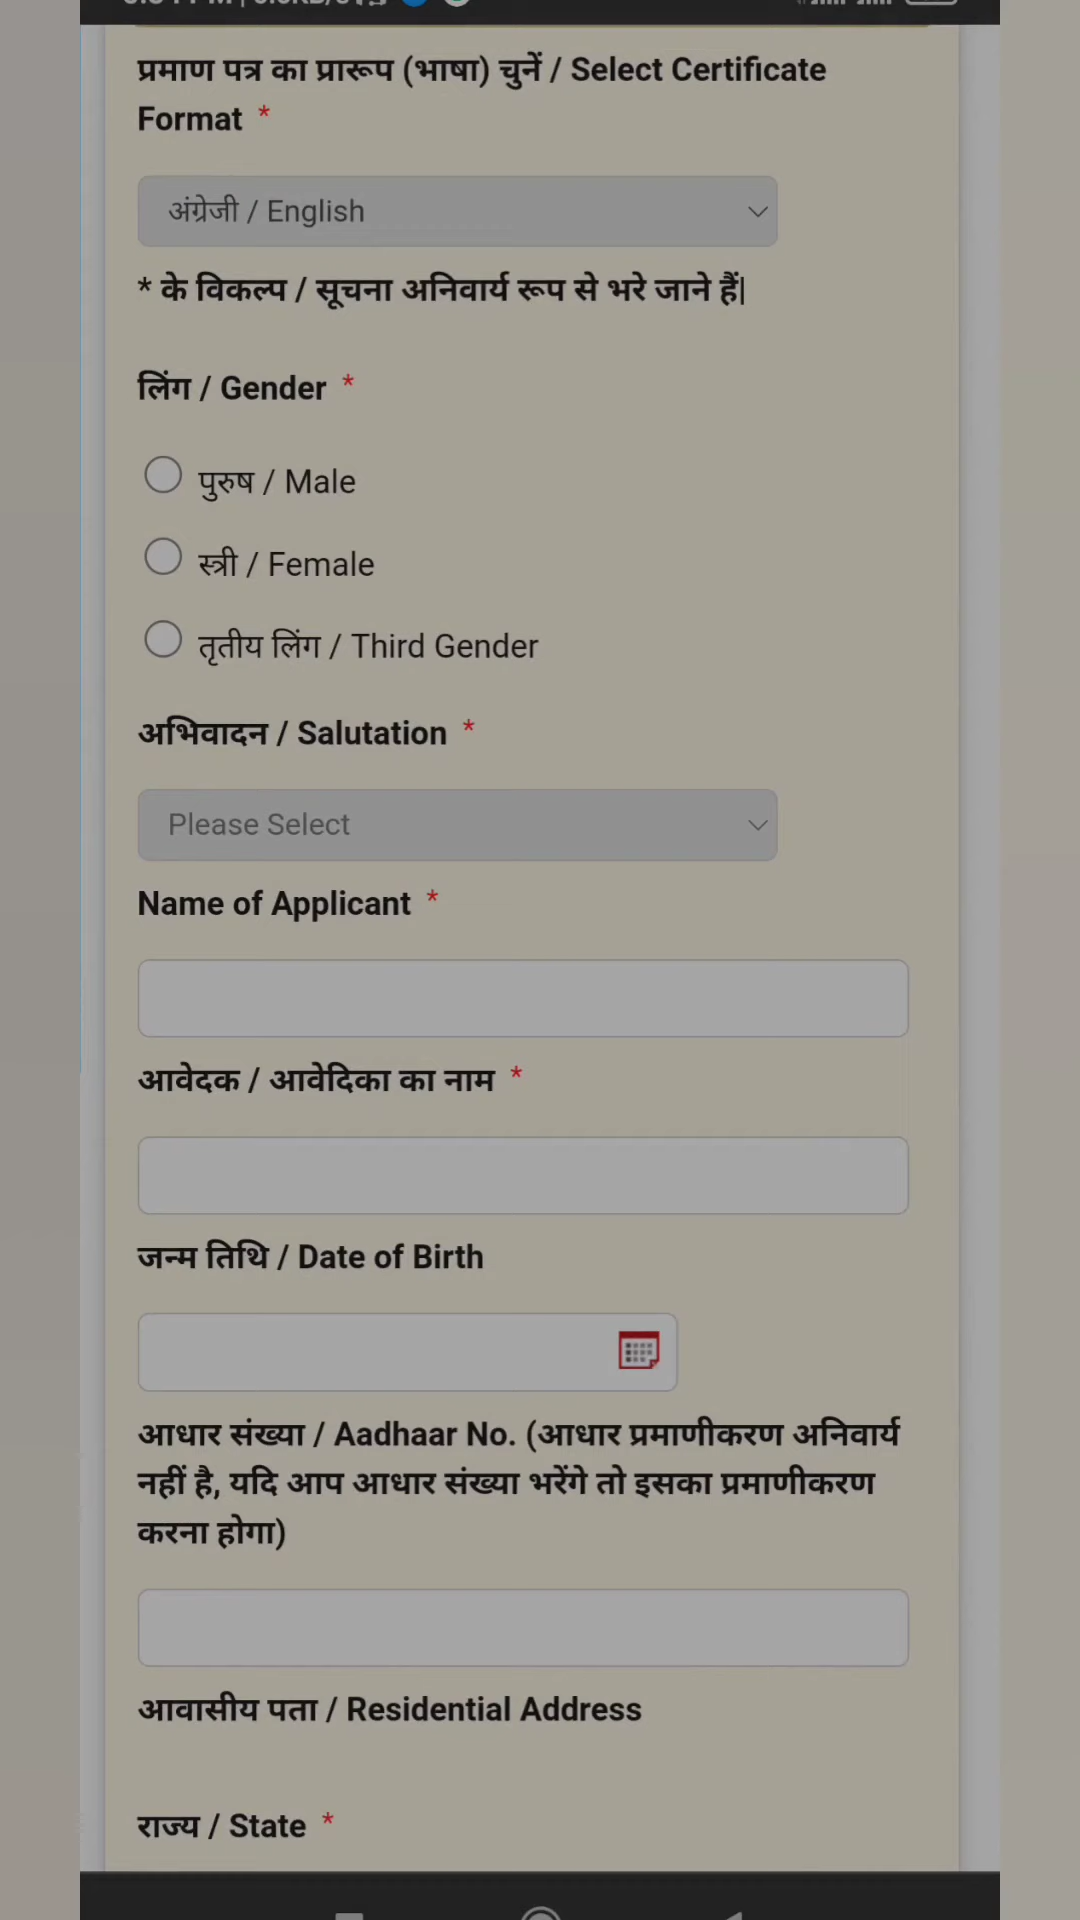 प्रमाण पत्र का प्रारूप (भाषा) चुनें / Select Certificate
Format *
अंग्रेजी / English
* के विकल्प / सूचना अनिवार्य रूप से भरे जाने हैं|
लिंग / Gender *
पुरुष / Male
स्त्री / Female
तृतीय लिंग / Third Gender
अभिवादन / Salutation *
Please Select
Name of Applicant *
आवेदक / आवेदिका का नाम *
जन्म तिथि / Date of Birth
आधार संख्या / Aadhaar No. (आधार प्रमाणीकरण अनिवार्य
नहीं है, यदि आप आधार संख्या भरेंगे तो इसका प्रमाणीकरण
करना होगा)
आवासीय पता / Residential Address
राज्य / State *